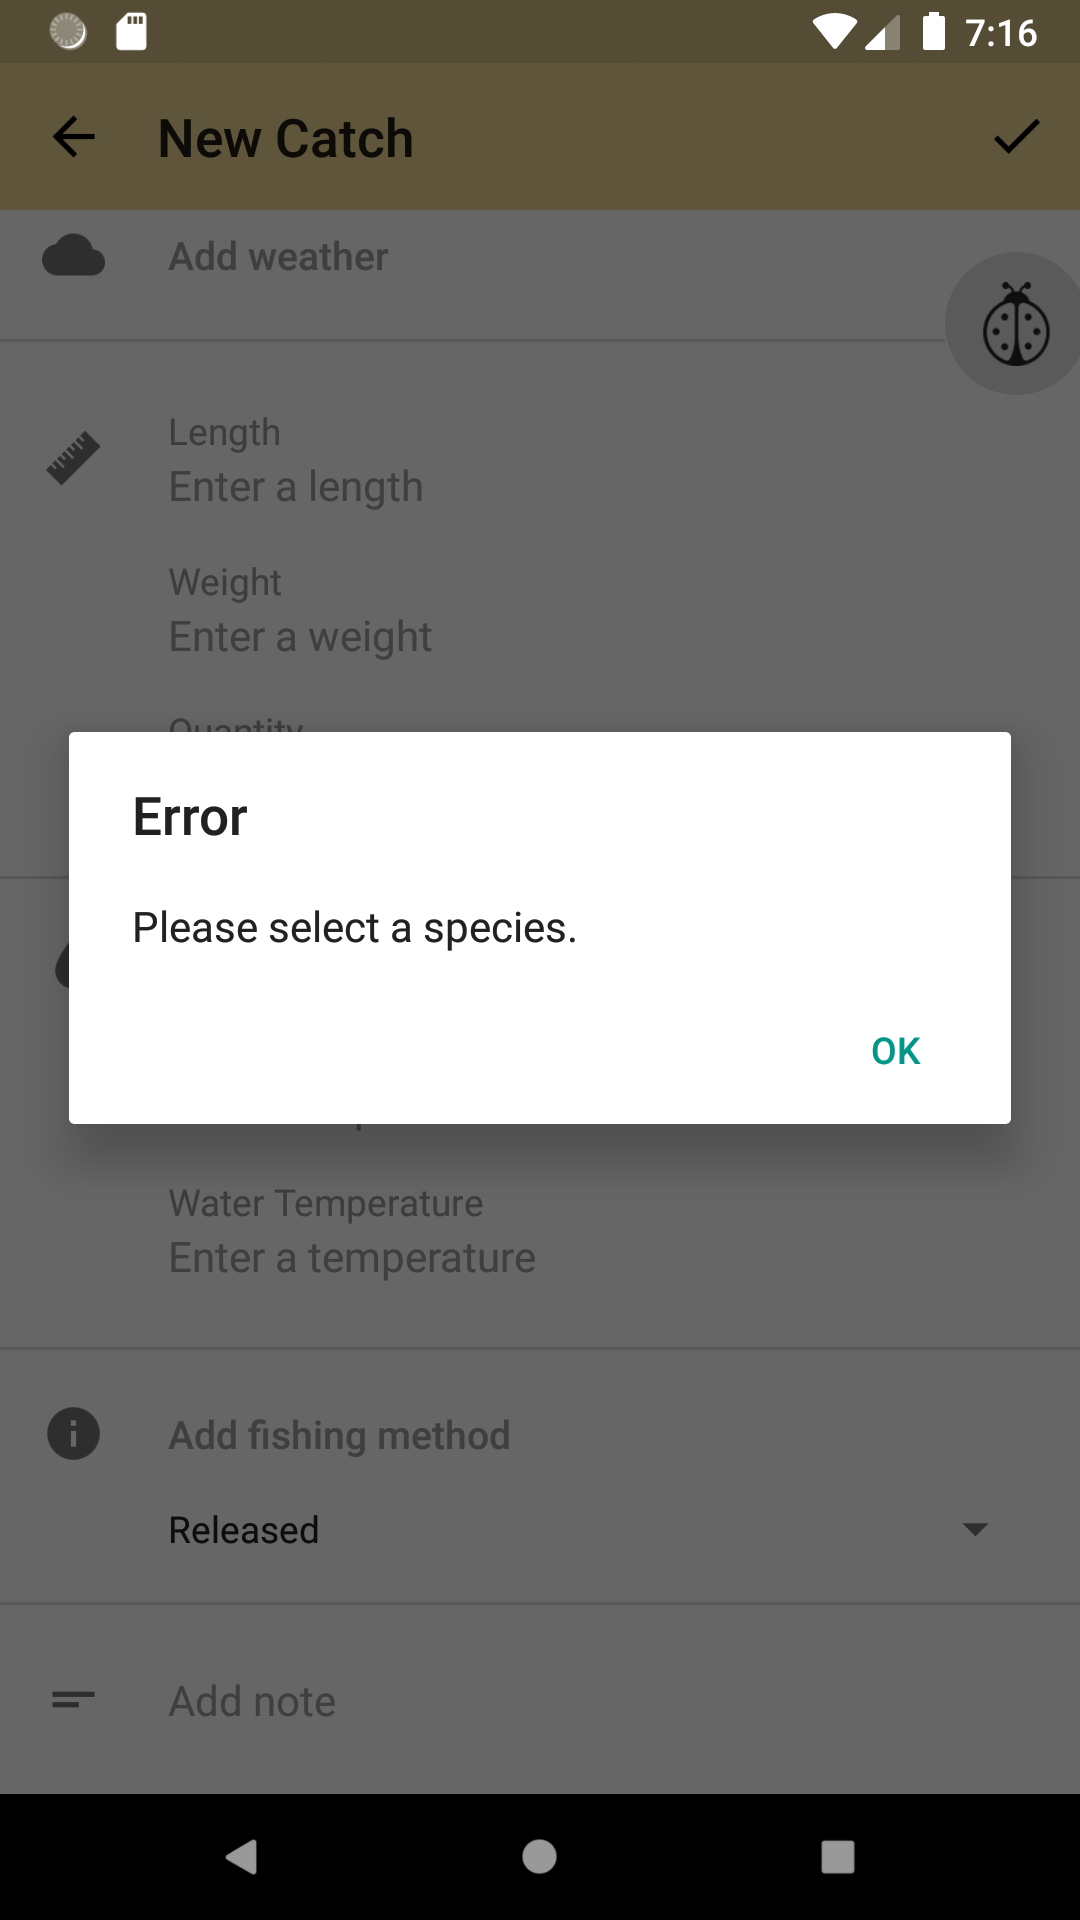 7:16
New Catch
Add weather
Length
Enter a length
Weight
Enter a weight
Quantity
Error
Please select a species.
OK
Water Temperature
Enter a temperature
Add fishing method
Released
Add note